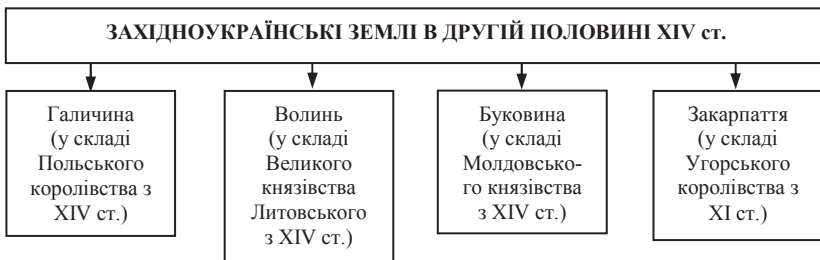 ЗАХІДНОУКРАЇНСЬКІ ЗЕМЛІ В ДРУГІЙ ПОЛОВИНІ XIV ст.
Галичина
(у складі
Польського
королівства з
XIV ст.)
Волинь
(у складі
Великого
князівства
Литовського
з XIV ст.)
Буковина
(у складі
Молдовсько-
го князівства
з XIV ст.)
Закарпаття
(у складі
Угорського
королівства з
XI ст.)